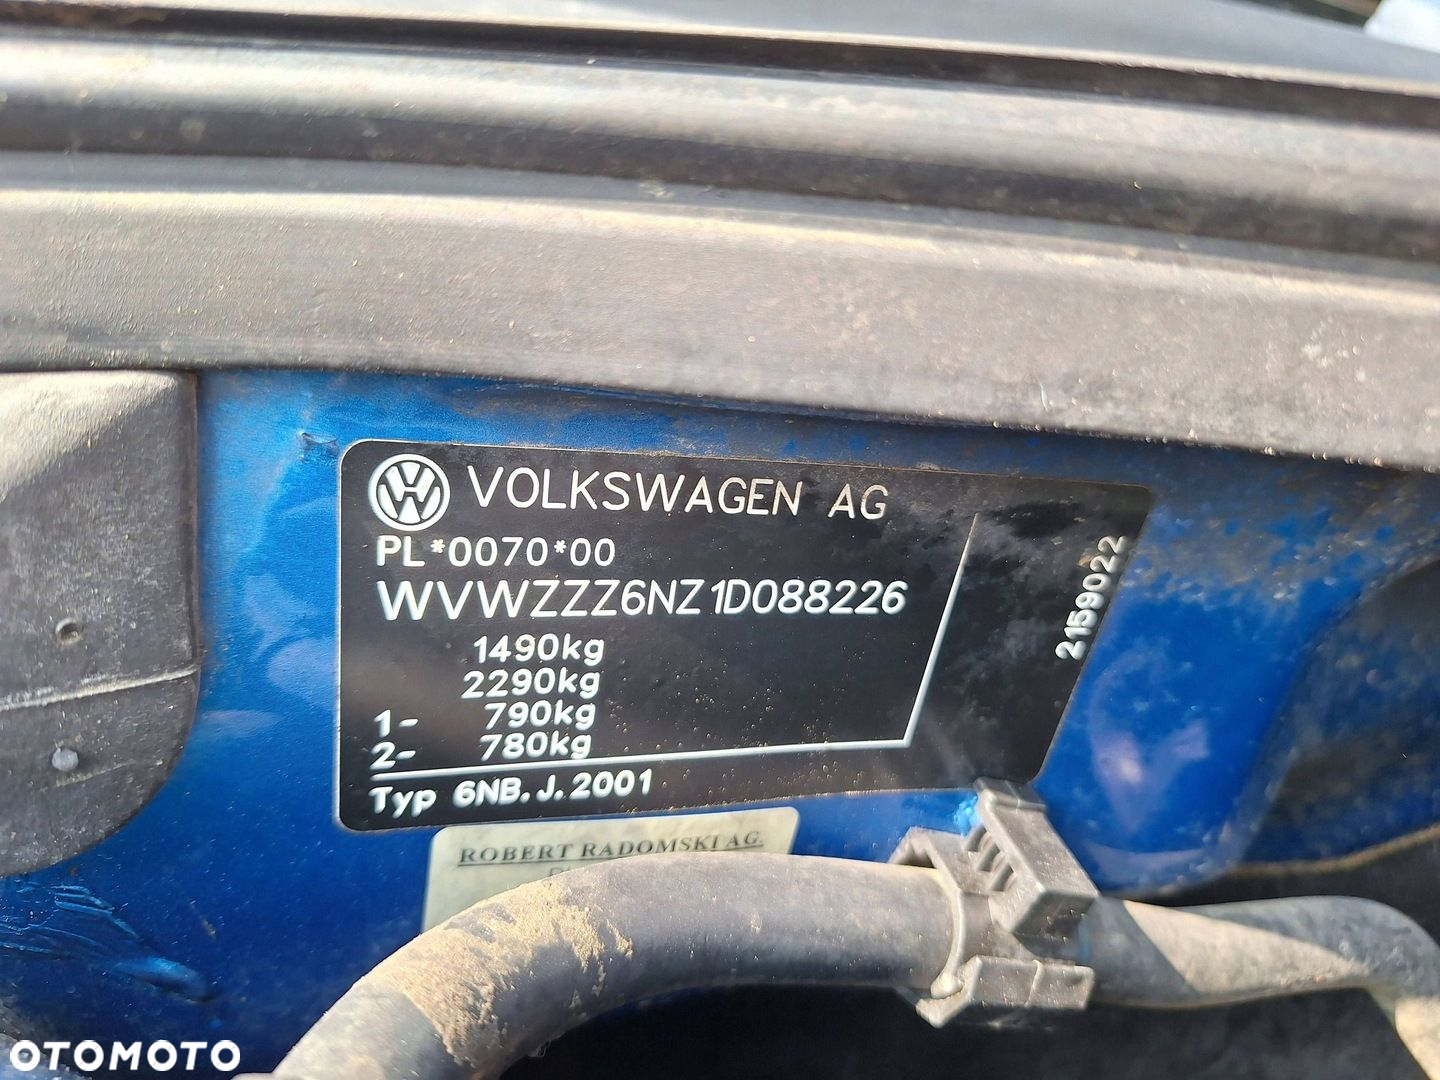 VOLKSWAGEN AG
PL*0070*00
WVWZZZ6NZ1D088226
1490kg
2290kg
1- 790kg
2- 780kg
Typ 6NB.J.2001
2159022
ROBERT RADOMSKI AG.
OTOMOTO